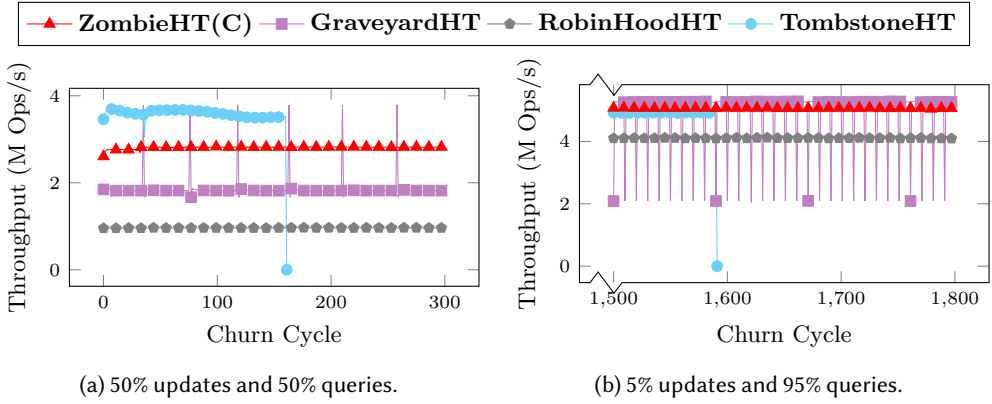 ZombieHT(C) GraveyardHT RobinHoodHT TombstoneHT
Throughput (M Ops/s)
4
2
0
0 100 200 300
Churn Cycle
(a) 50% updates and 50% queries.
Throughput (M Ops/s)
4
2
0
1,500 1,600 1,700 1,800
Churn Cycle
(b) 5% updates and 95% queries.